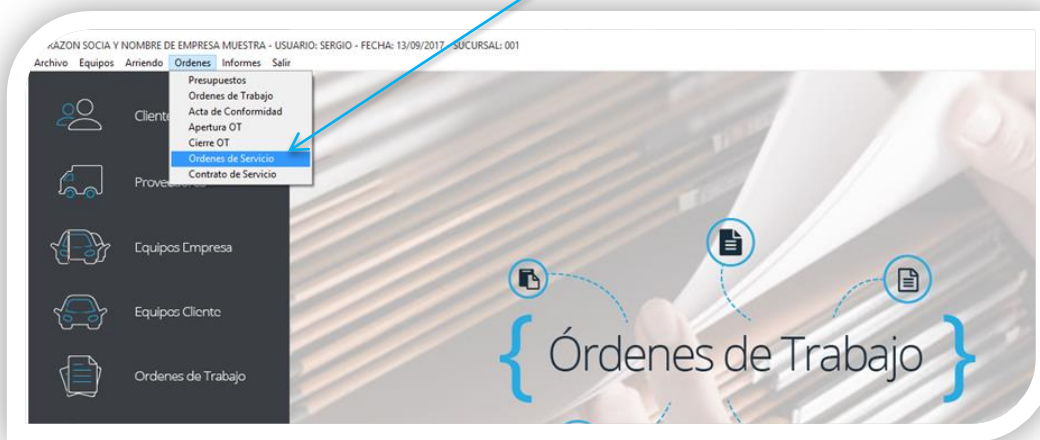 RAZON SOCIA Y NOMBRE DE EMPRESA MUESTRA - USUARIO: SERGIO - FECHA: 13/09/2017 - SUCURSAL: 001
Archivo Equipos Arriendo Ordenes Informes Salir
Presupuestos
Ordenes de Trabajo
Acta de Conformidad
Apertura OT
Cierre OT
Ordenes de Servicio
Contrato de Servicio
Equipos Empresa
Equipos Cliente
Ordenes de Trabajo
{ Órdenes de Trabajo }